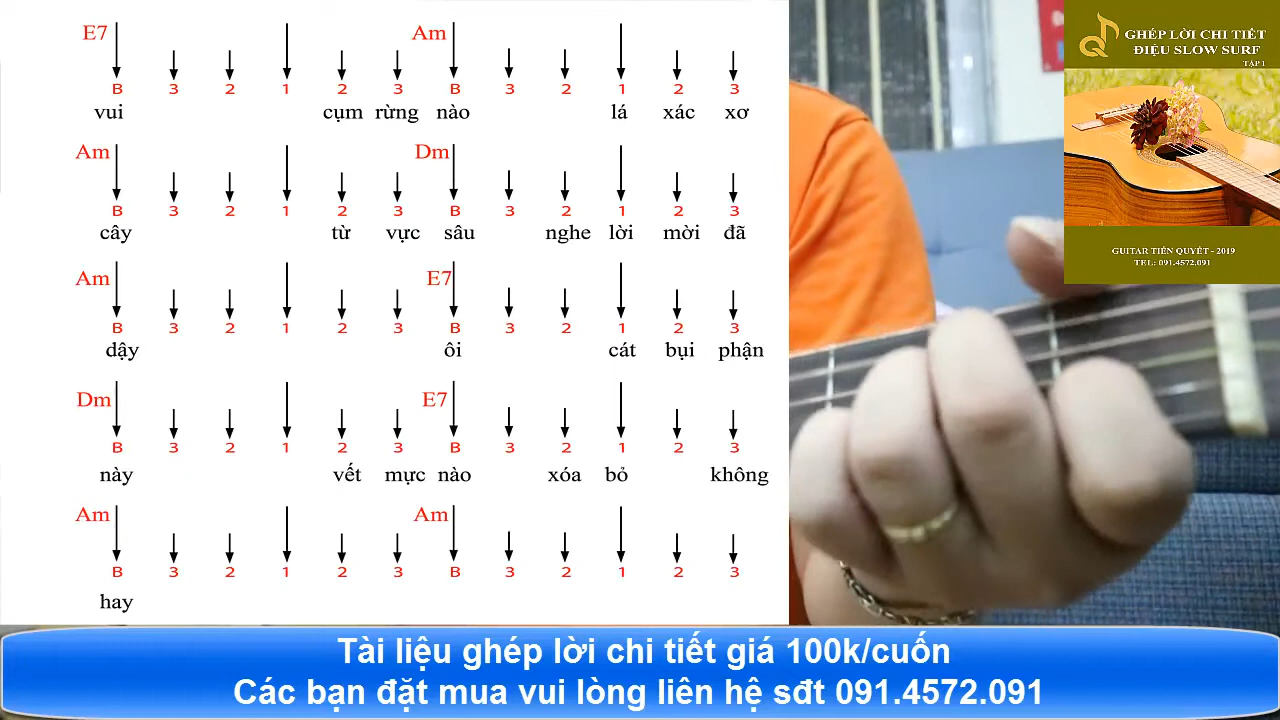 E7 Am
B 3 2 1 2 3 B 3 2 1 2 3
vui cụm rừng nào lá xác xơ
Am Dm
B 3 2 1 2 3 B 3 2 1 2 3
cây từ vực sâu nghe lời mời đã
Am E7
B 3 2 1 2 3 B 3 2 1 2 3
dậy ôi cát bụi phận
Dm E7
B 3 2 1 2 3 B 3 2 1 2 3
này vết mực nào xóa bỏ không
Am Am
B 3 2 1 2 3 B 3 2 1 2 3
hay
GHÉP LỜI CHI TIẾT
ĐIỆU SLOW SURF
TẬP 1
GUITAR TIẾN QUYẾT - 2019
TEL: 091.4572.091
Tài liệu ghép lời chi tiết giá 100k/cuốn
Các bạn đặt mua vui lòng liên hệ sđt 091.4572.091